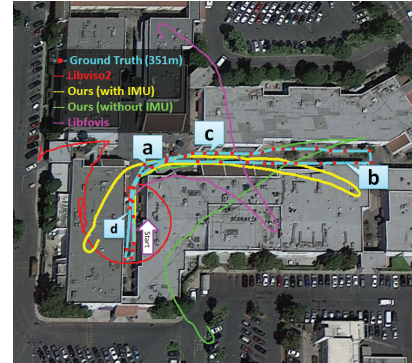 Ground Truth (351m)
Libviso2
Ours (with IMU)
Ours (without IMU)
Libfovis
c
a
b
d
Start